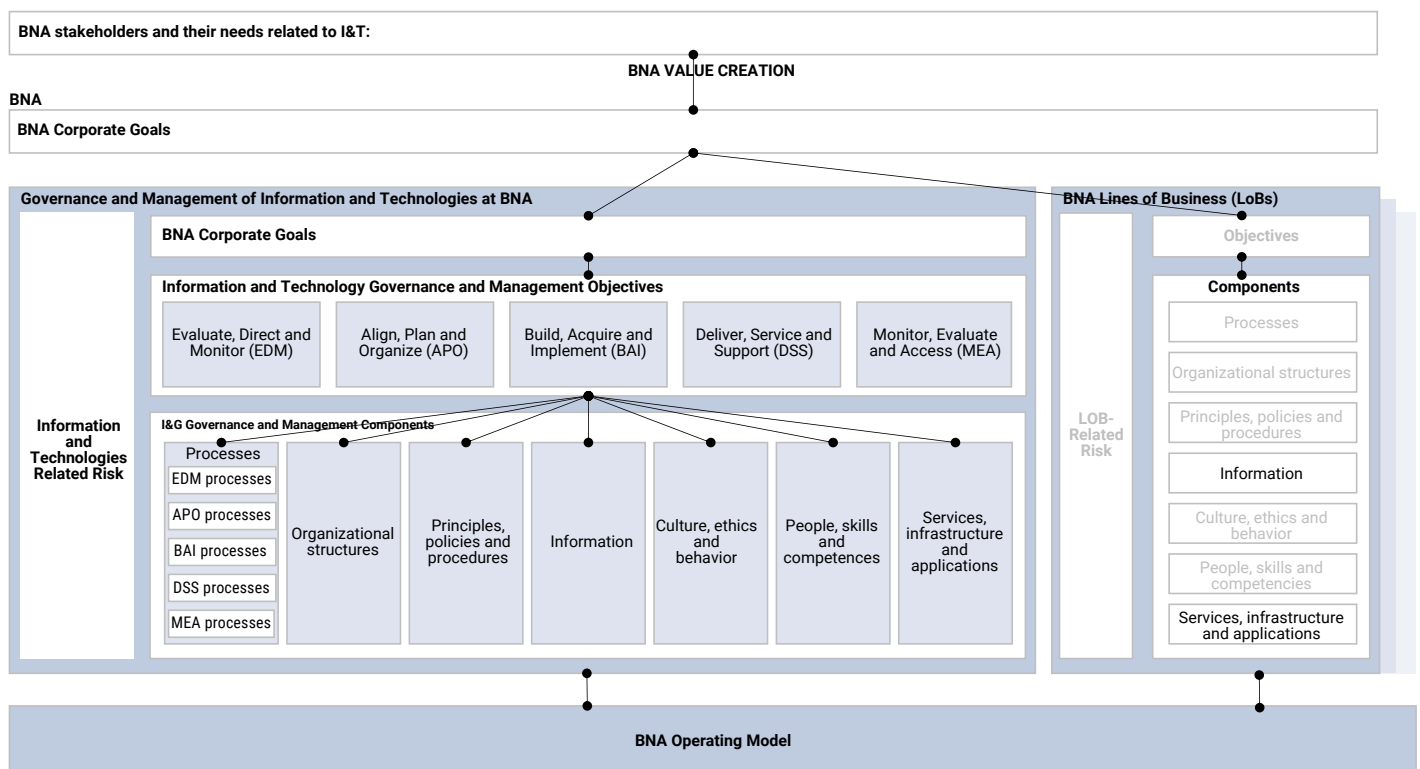 BNA stakeholders and their needs related to I&T:
BNA VALUE CREATION
BNA
BNA Corporate Goals
Governance and Management of Information and Technologies at BNA
Information
and
Technologies
Related Risk
BNA Corporate Goals
Information and Technology Governance and Management Objectives
Evaluate, Direct and
Monitor (EDM)
Align, Plan and
Organize (APO)
Build, Acquire and
Implement (BAI)
Deliver, Service and
Support (DSS)
Monitor, Evaluate
and Access (MEA)
I&G Governance and Management Components
Processes
EDM processes
APO processes
BAI processes
DSS processes
MEA processes
Organizational
structures
Principles,
policies and
procedures
Information
Culture, ethics
and
behavior
People, skills
and
competences
Services,
infrastructure
and
applications
BNA Lines of Business (LoBs)
LOB-
Related
Risk
Objectives
Components
Processes
Organizational structures
Principles, policies and
procedures
Information
Culture, ethics and
behavior
People, skills and
competencies
Services, infrastructure
and applications
BNA Operating Model